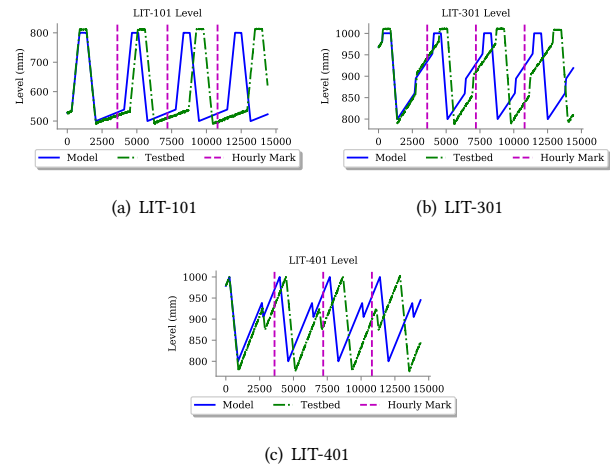 LIT-101 Level
800
700
600
500
Level (mm)
0 2500 5000 7500 10000 12500 15000
Model Testbed Hourly Mark
(a) LIT-101
LIT-301 Level
1000
950
900
850
800
Level (mm)
0 2500 5000 7500 10000 12500 15000
Model Testbed Hourly Mark
(b) LIT-301
LIT-401 Level
1000
950
900
850
800
Level (mm)
0 2500 5000 7500 10000 12500 15000
Model Testbed Hourly Mark
(c) LIT-401